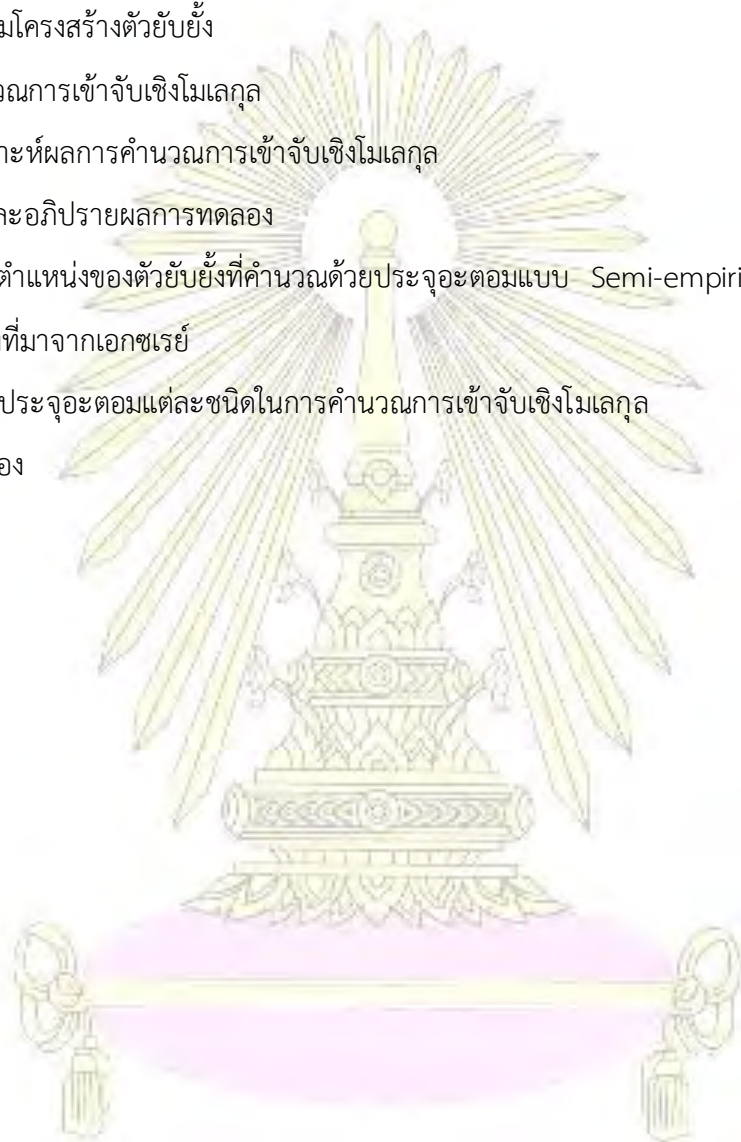 มโครงสร้างตัวยับยั้ง
วณการเข้าจับเชิงโมเลกุล
าะห์ผลการคำนวณการเข้าจับเชิงโมเลกุล
ละอภิปรายผลการทดลอง
ตำแหน่งของตัวยับยั้งที่คำนวณด้วยประจุอะตอมแบบ Semi-empiri
ที่มาจากเอกซเรย์
ประจุอะตอมแต่ละชนิดในการคำนวณการเข้าจับเชิงโมเลกุล
อง